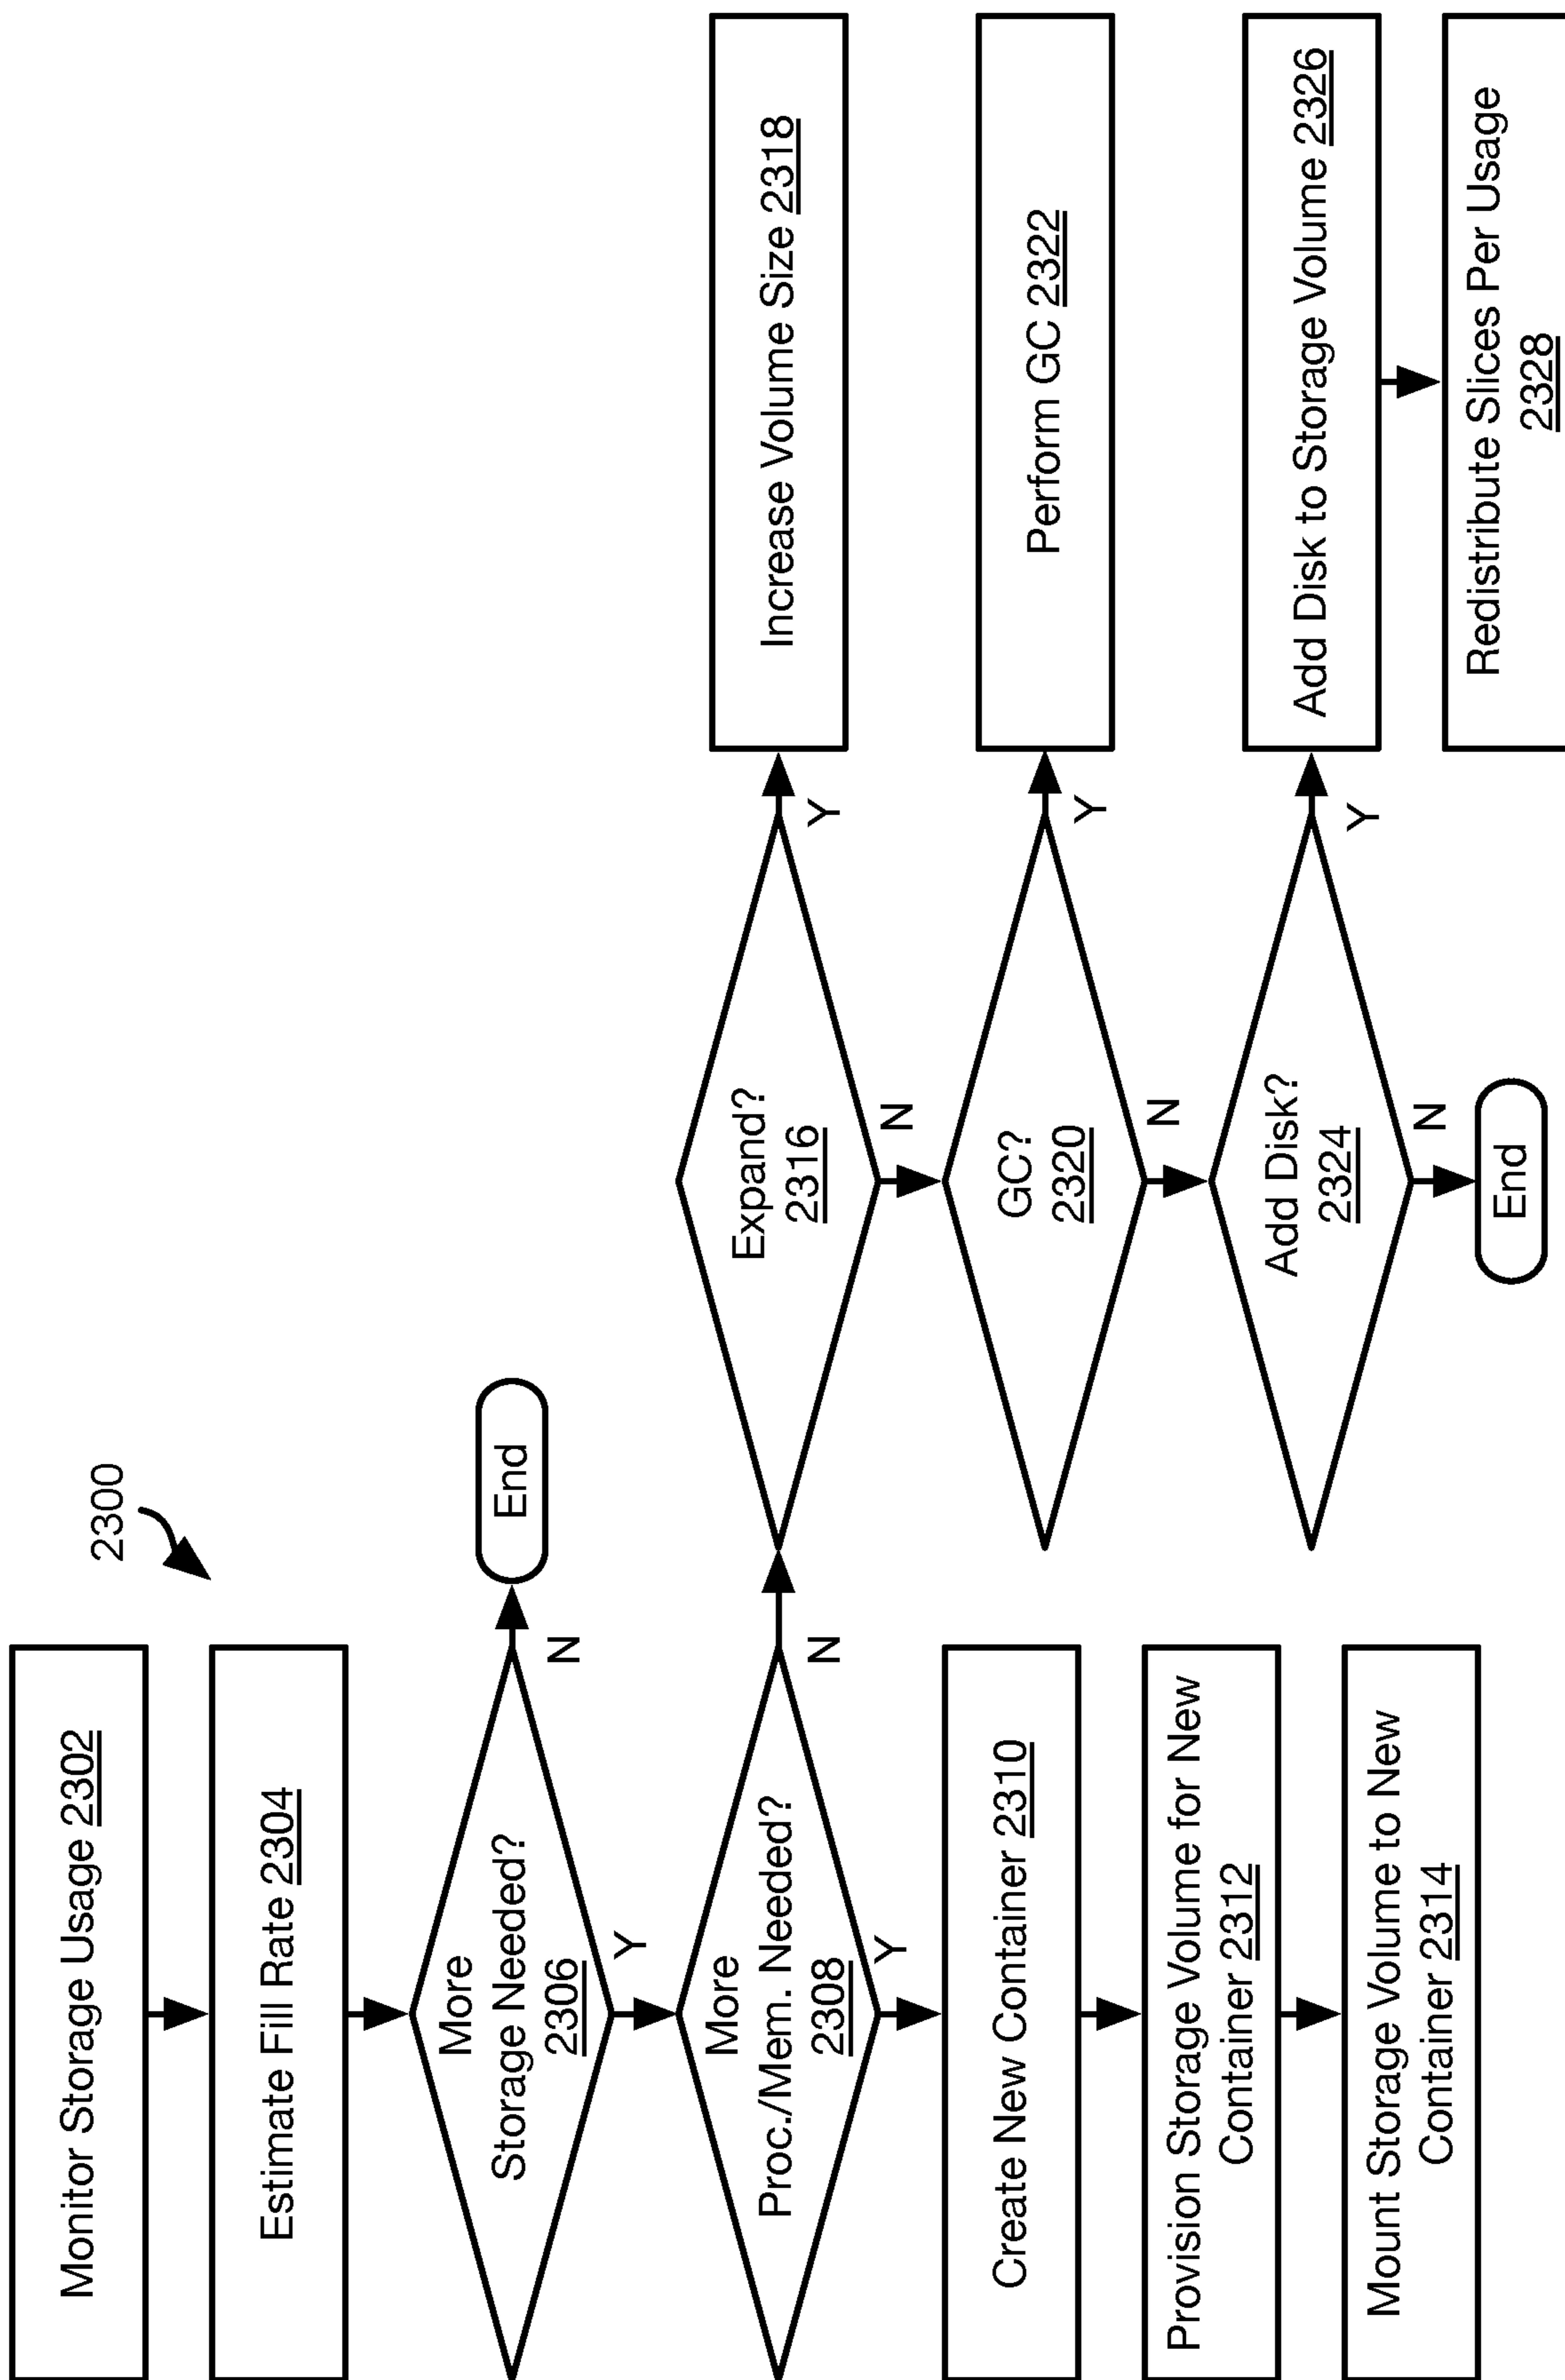 2300
Monitor Storage Usage 2302
Estimate Fill Rate 2304
More
Storage Needed?
2306
N
End
Y
More
Proc./Mem. Needed?
2308
N
Y
Create New Container 2310
Provision Storage Volume for New
Container 2312
Mount Storage Volume to New
Container 2314
Expand?
2316
Y
Increase Volume Size 2318
N
GC?
2320
Y
Perform GC 2322
N
Add Disk?
2324
Y
Add Disk to Storage Volume 2326
N
End
Redistribute Slices Per Usage
2328